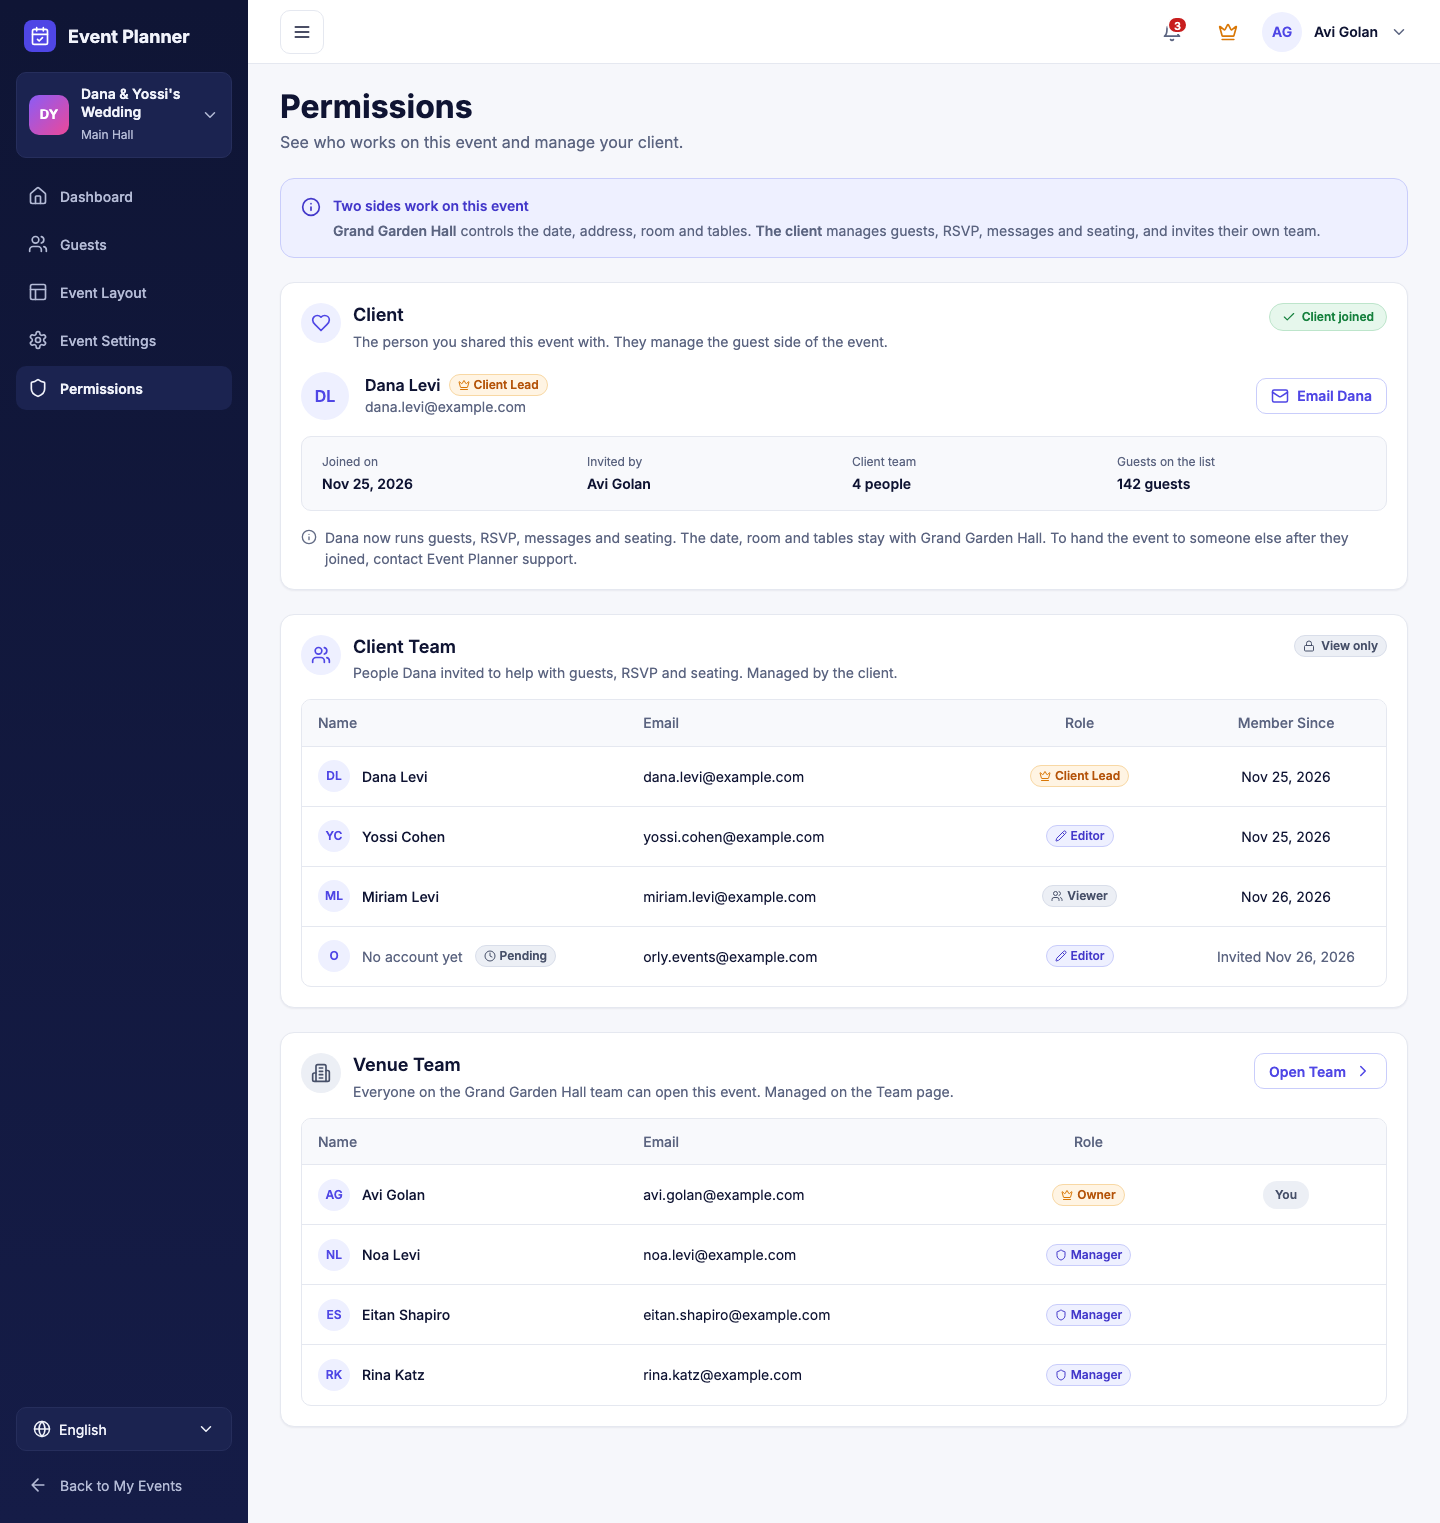 Event Planner
DY
Dana & Yossi's
Wedding
Main Hall
Dashboard
Guests
Event Layout
Event Settings
Permissions
English
Back to My Events
3
AG
Avi Golan
Permissions
See who works on this event and manage your client.
Two sides work on this event
Grand Garden Hall controls the date, address, room and tables. The client manages guests, RSVP, messages and seating, and invites their own team.
Client
Client joined
The person you shared this event with. They manage the guest side of the event.
DL
Dana Levi
Client Lead
dana.levi@example.com
Email Dana
Joined on
Invited by
Client team
Guests on the list
Nov 25, 2026
Avi Golan
4 people
142 guests
Dana now runs guests, RSVP, messages and seating. The date, room and tables stay with Grand Garden Hall. To hand the event to someone else after they
joined, contact Event Planner support.
Client Team
View only
People Dana invited to help with guests, RSVP and seating. Managed by the client.
Name Email Role Member Since
DL Dana Levi dana.levi@example.com Client Lead Nov 25, 2026
YC Yossi Cohen yossi.cohen@example.com Editor Nov 25, 2026
ML Miriam Levi miriam.levi@example.com Viewer Nov 26, 2026
O No account yet Pending orly.events@example.com Editor Invited Nov 26, 2026
Venue Team
Open Team
Everyone on the Grand Garden Hall team can open this event. Managed on the Team page.
Name Email Role
AG Avi Golan avi.golan@example.com Owner You
NL Noa Levi noa.levi@example.com Manager
ES Eitan Shapiro eitan.shapiro@example.com Manager
RK Rina Katz rina.katz@example.com Manager